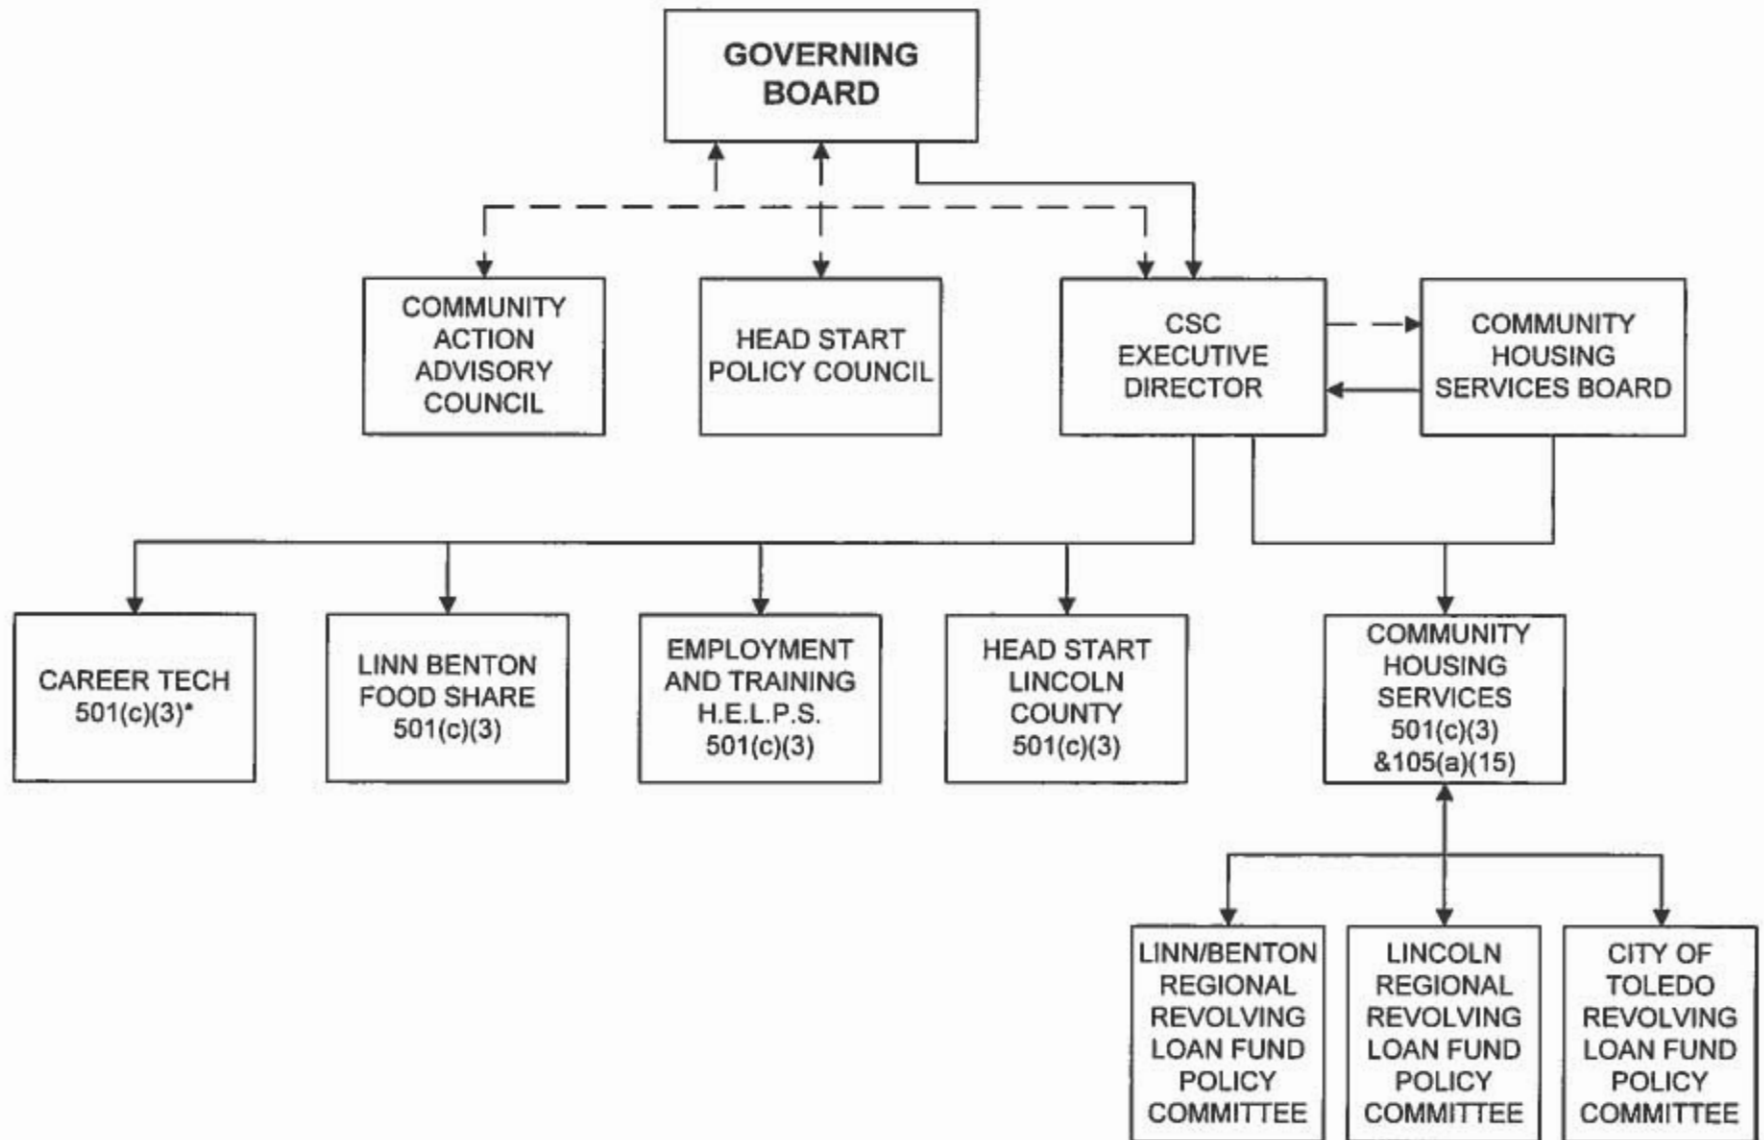 GOVERNING
BOARD
COMMUNITY
ACTION
ADVISORY
COUNCIL
HEAD START
POLICY COUNCIL
CSC
EXECUTIVE
DIRECTOR
COMMUNITY
HOUSING
SERVICES BOARD
CAREER TECH
501(c)(3)*
LINN BENTON
FOOD SHARE
501(c)(3)
EMPLOYMENT
AND TRAINING
H.E.L.P.S.
501(c)(3)
HEAD START
LINCOLN
COUNTY
501(c)(3)
COMMUNITY
HOUSING
SERVICES
501(c)(3)
&105(a)(15)
LINN/BENTON
REGIONAL
REVOLVING
LOAN FUND
POLICY
COMMITTEE
LINCOLN
REGIONAL
REVOLVING
LOAN FUND
POLICY
COMMITTEE
CITY OF
TOLEDO
REVOLVING
LOAN FUND
POLICY
COMMITTEE